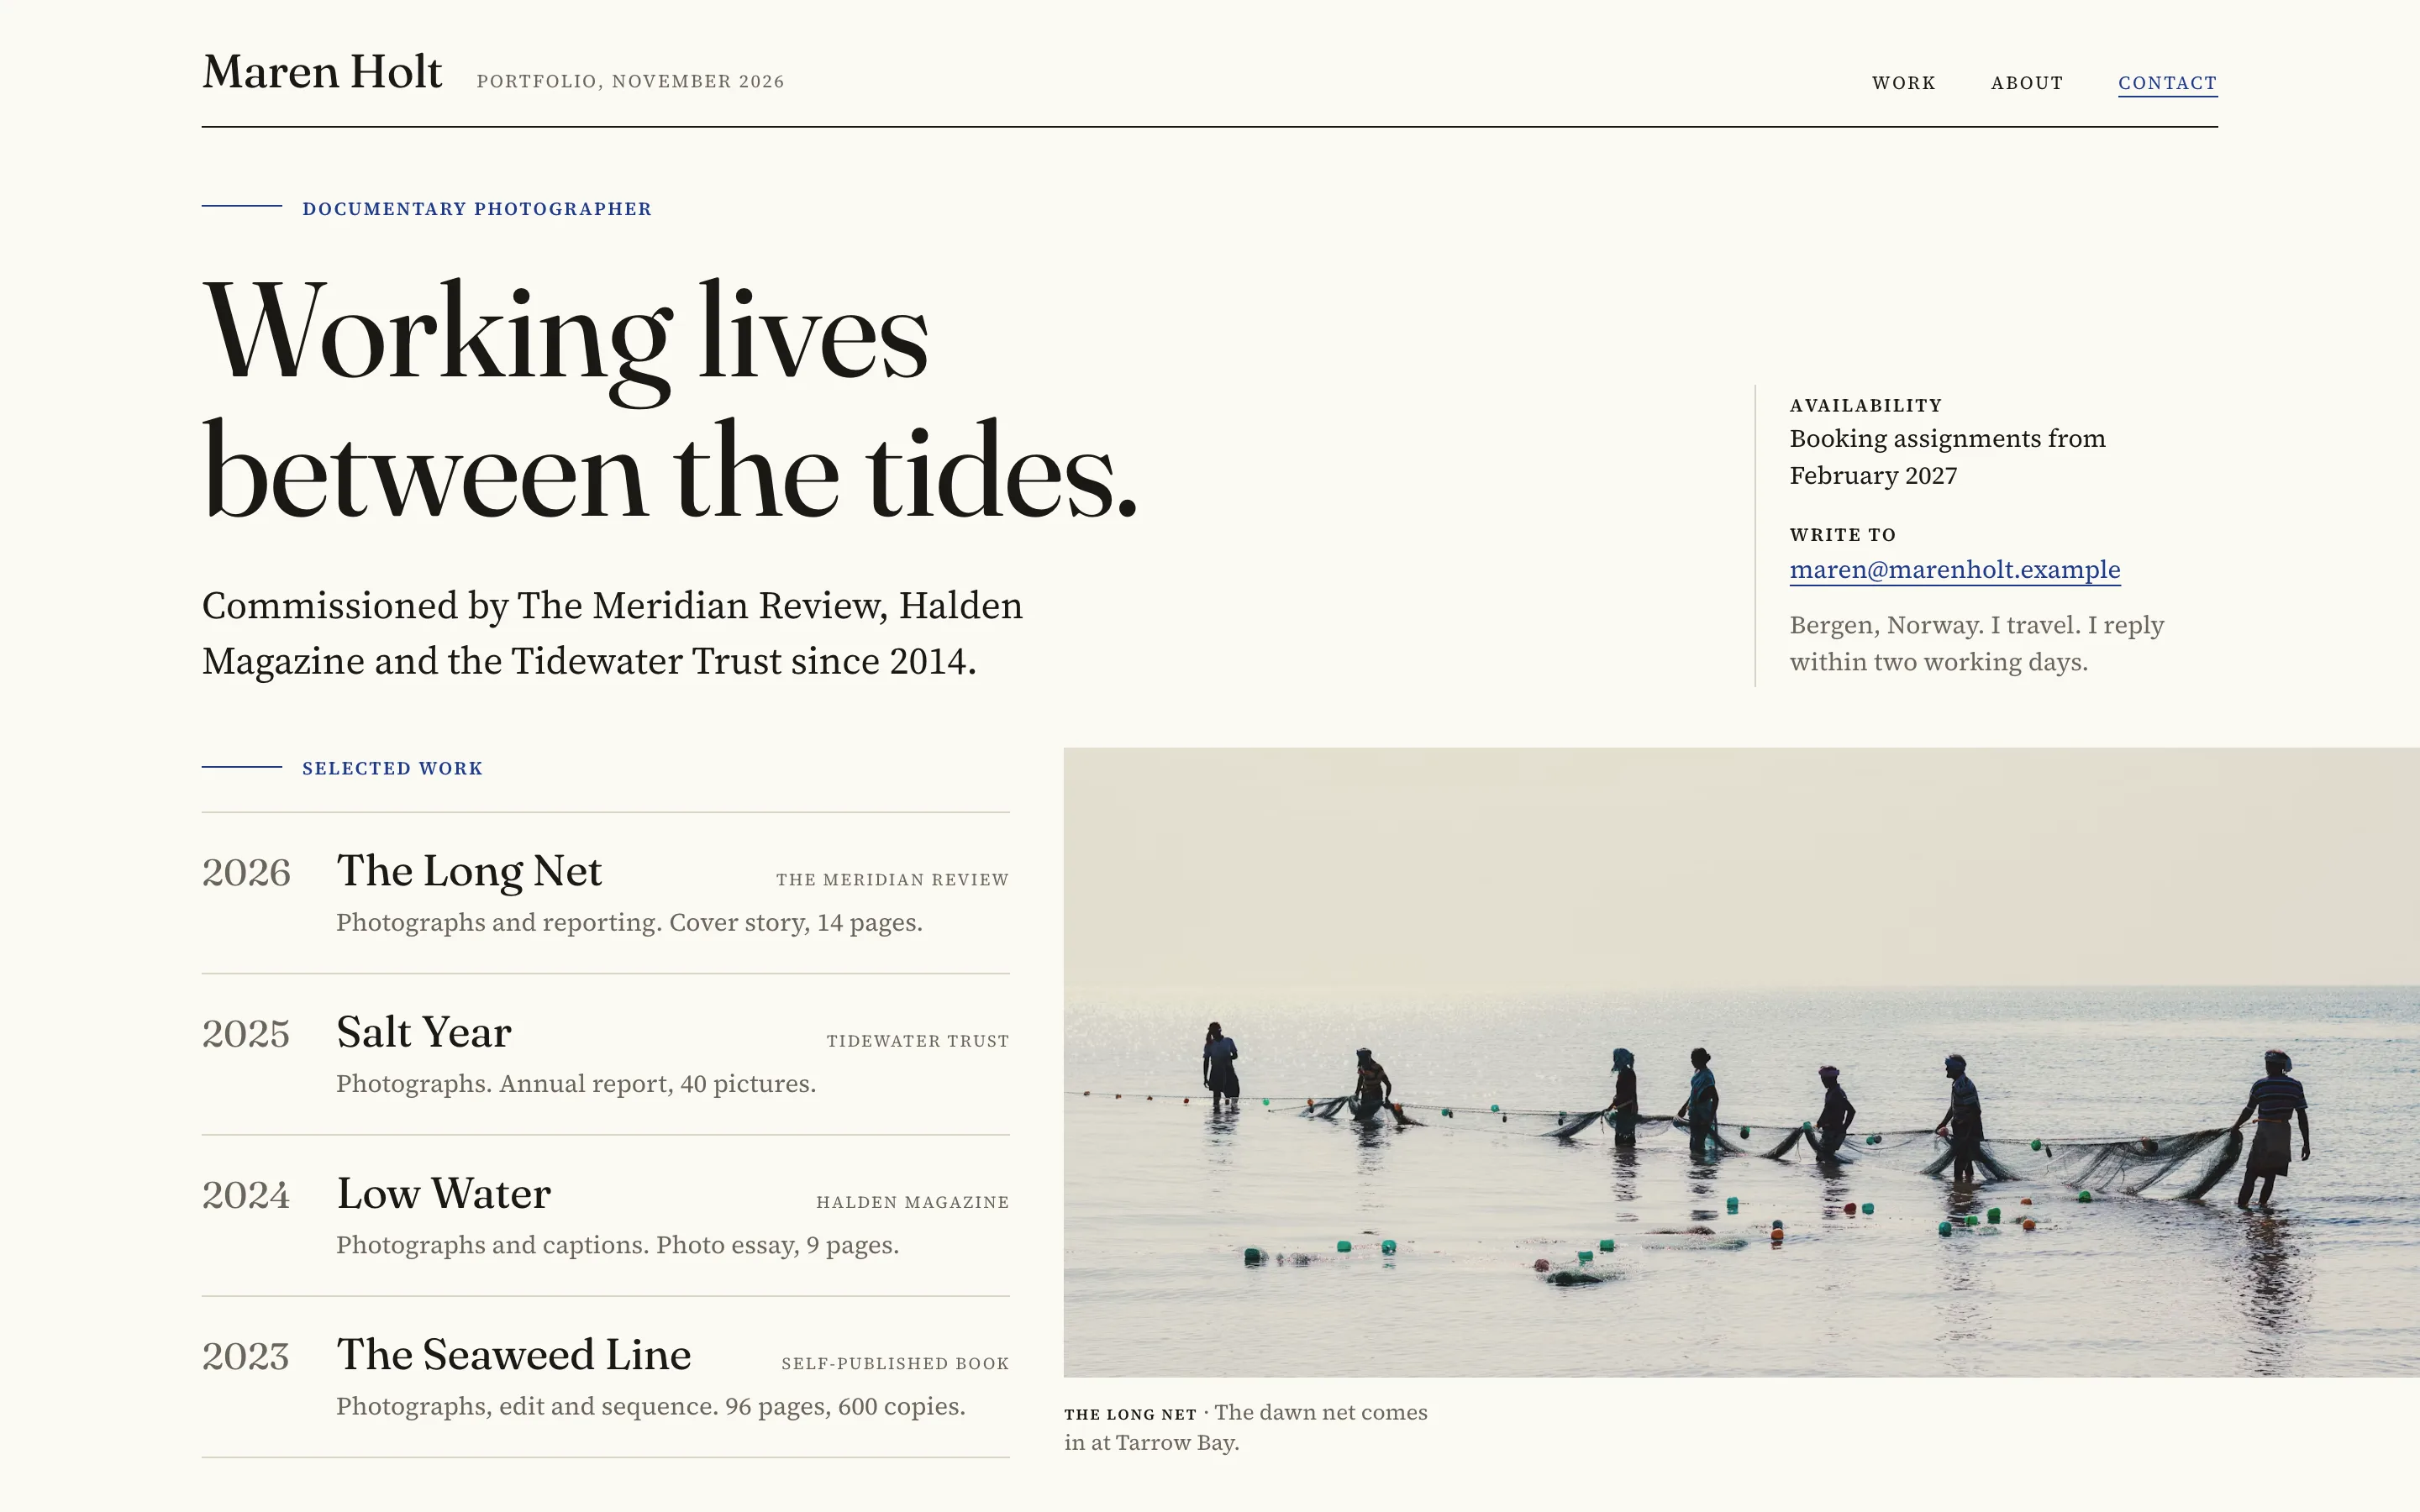 Maren Holt PORTFOLIO, NOVEMBER 2026
WORK ABOUT CONTACT
DOCUMENTARY PHOTOGRAPHER
Working lives
between the tides.
Commissioned by The Meridian Review, Halden
Magazine and the Tidewater Trust since 2014.
AVAILABILITY
Booking assignments from
February 2027
WRITE TO
maren@marenholt.example
Bergen, Norway. I travel. I reply
within two working days.
SELECTED WORK
2026 The Long Net THE MERIDIAN REVIEW
Photographs and reporting. Cover story, 14 pages.
2025 Salt Year TIDEWATER TRUST
Photographs. Annual report, 40 pictures.
2024 Low Water HALDEN MAGAZINE
Photographs and captions. Photo essay, 9 pages.
2023 The Seaweed Line SELF-PUBLISHED BOOK
Photographs, edit and sequence. 96 pages, 600 copies.
THE LONG NET · The dawn net comes
in at Tarrow Bay.